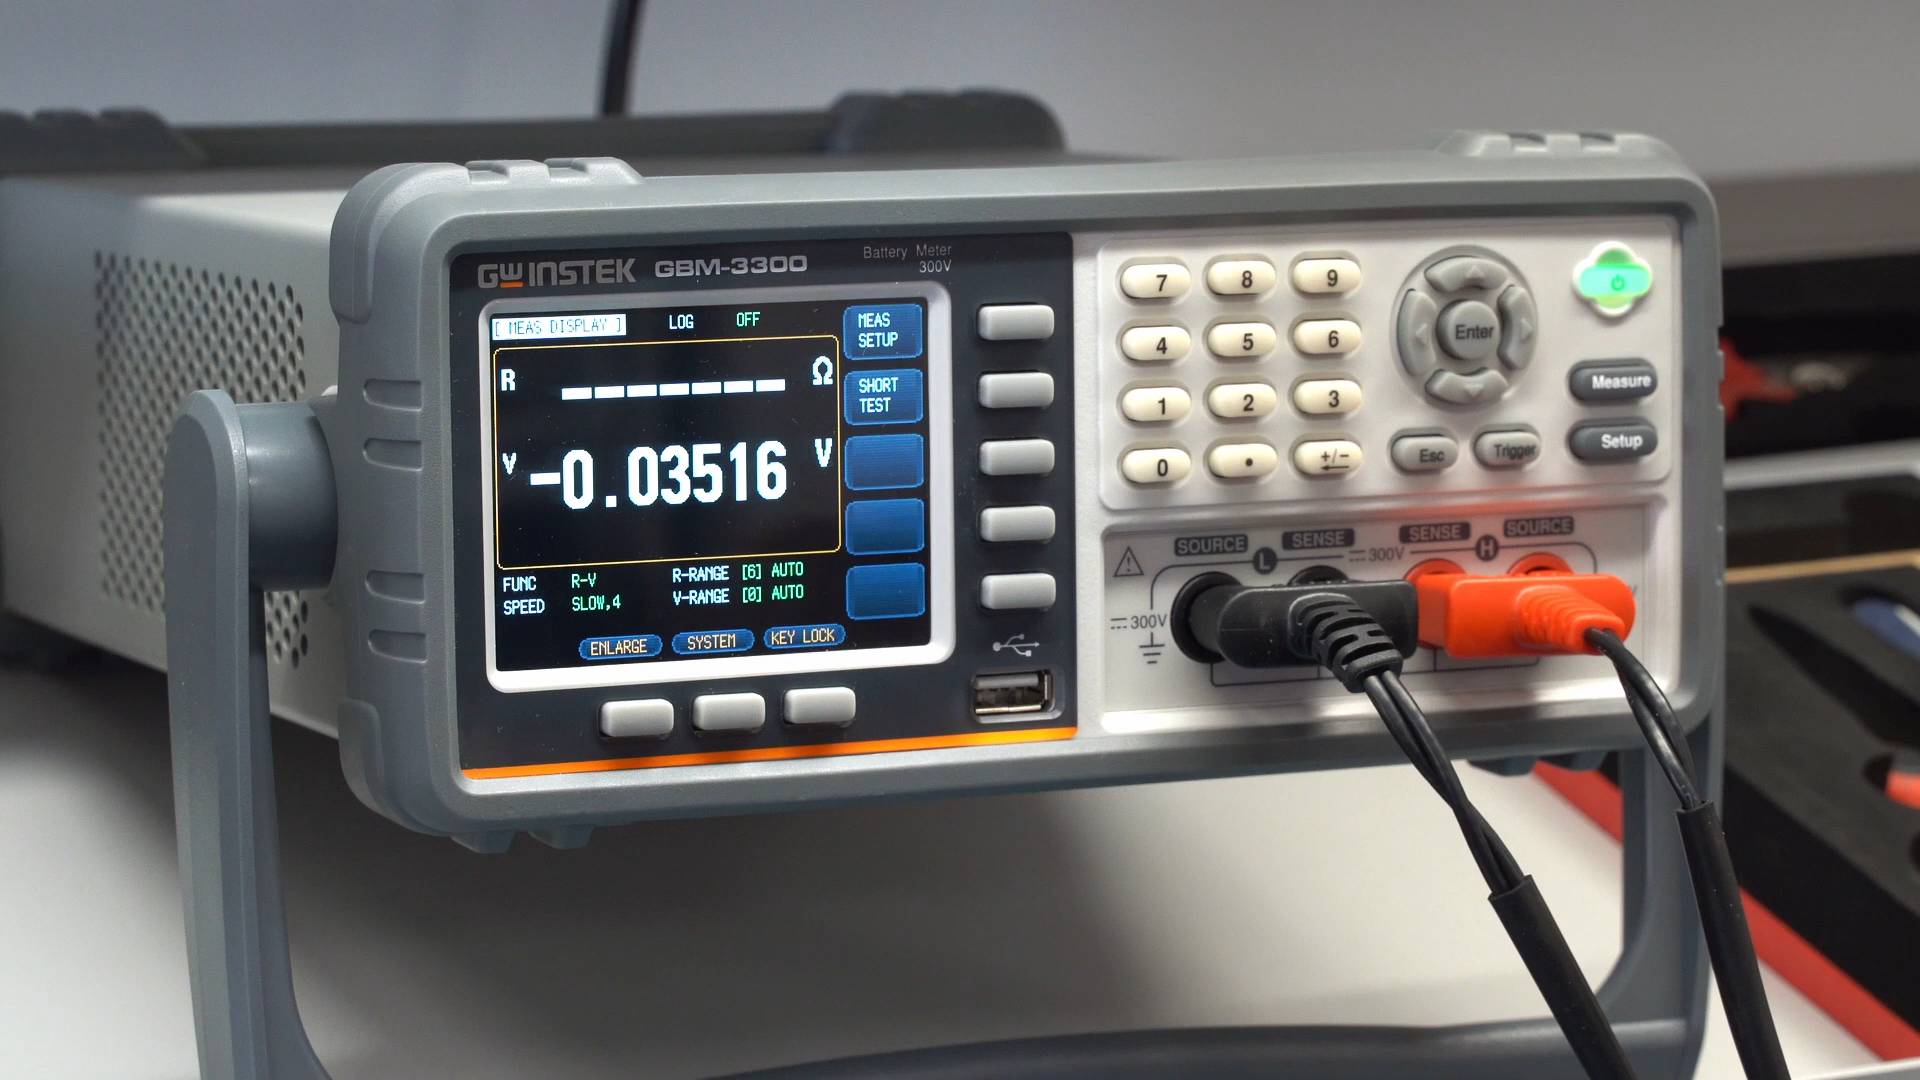 GW INSTEK GBM-3300
Battery Meter
300V
[ MEAS DISPLAY ] LOG OFF
MEAS
SETUP
R ------- Ω
SHORT
TEST
V -0.03516 V
FUNC R-V R-RANGE [6] AUTO
SPEED SLOW,4 V-RANGE [0] AUTO
ENLARGE SYSTEM KEY LOCK
7 8 9
4 5 6
1 2 3
0 . +/-
Enter
Esc Trigger
Measure
Setup
SOURCE L SENSE
SENSE H SOURCE
300V
300V